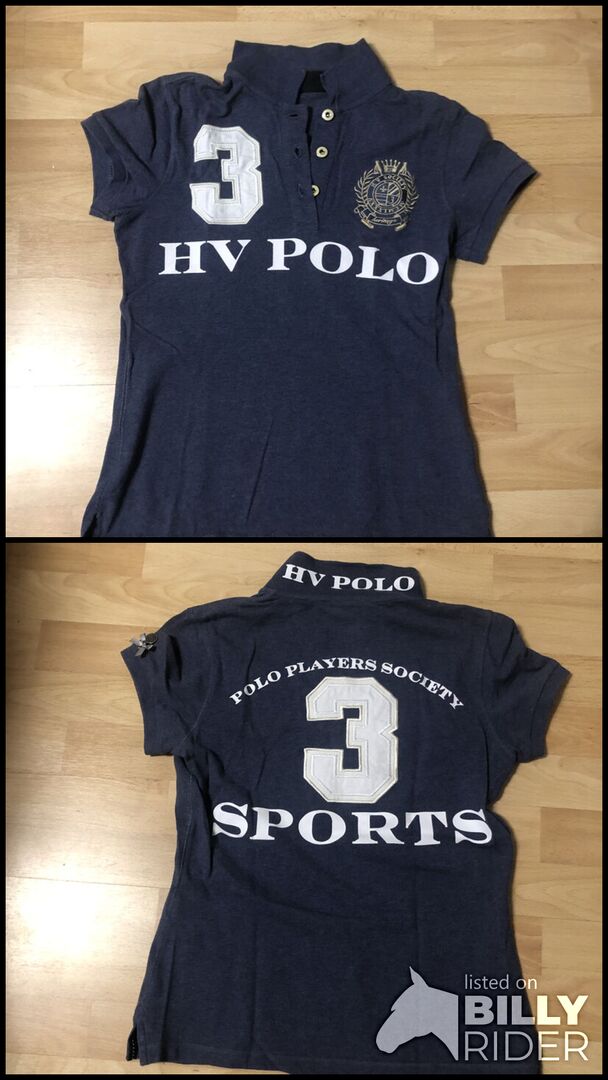 3
HV POLO
HV POLO
POLO PLAYERS SOCIETY
3
SPORTS
listed on
BILLY
RIDER